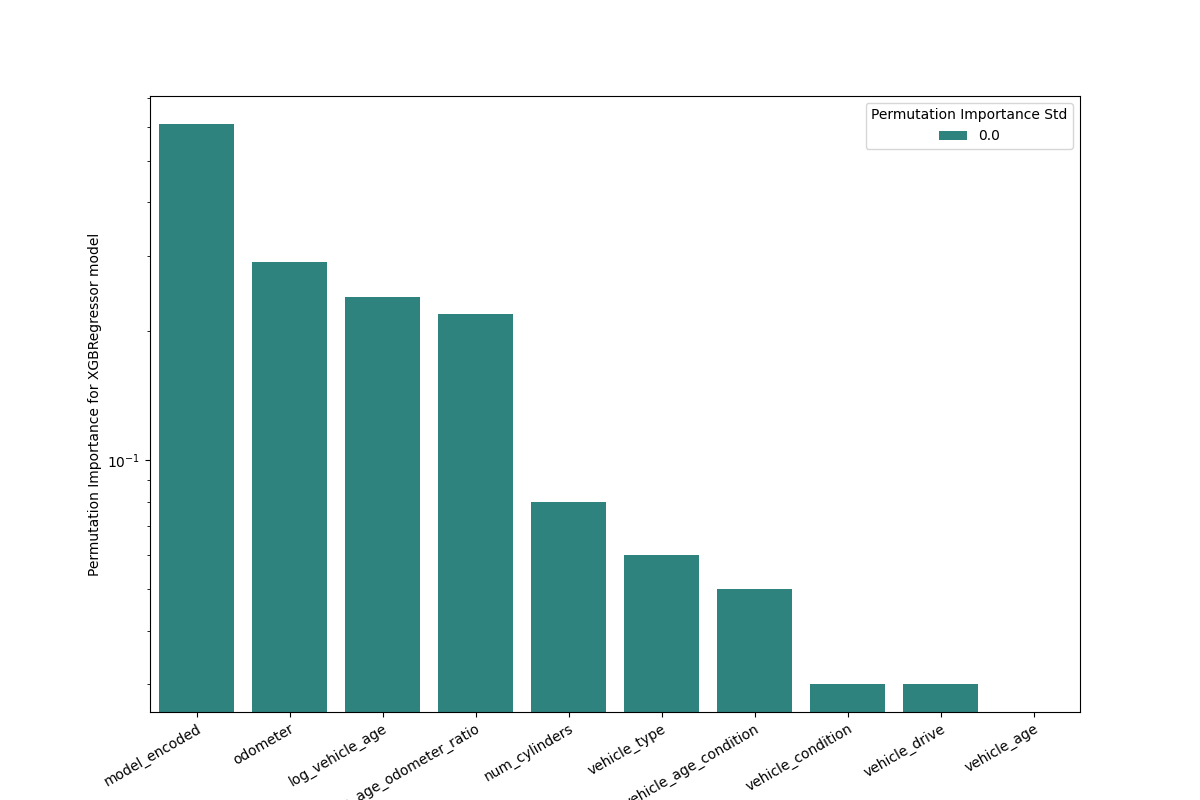 Permutation Importance Std
0.0
Permutation Importance for XGBRegressor model
10⁻¹
model_encoded
odometer
log_vehicle_age
_age_odometer_ratio
num_cylinders
vehicle_type
vehicle_age_condition
vehicle_condition
vehicle_drive
vehicle_age